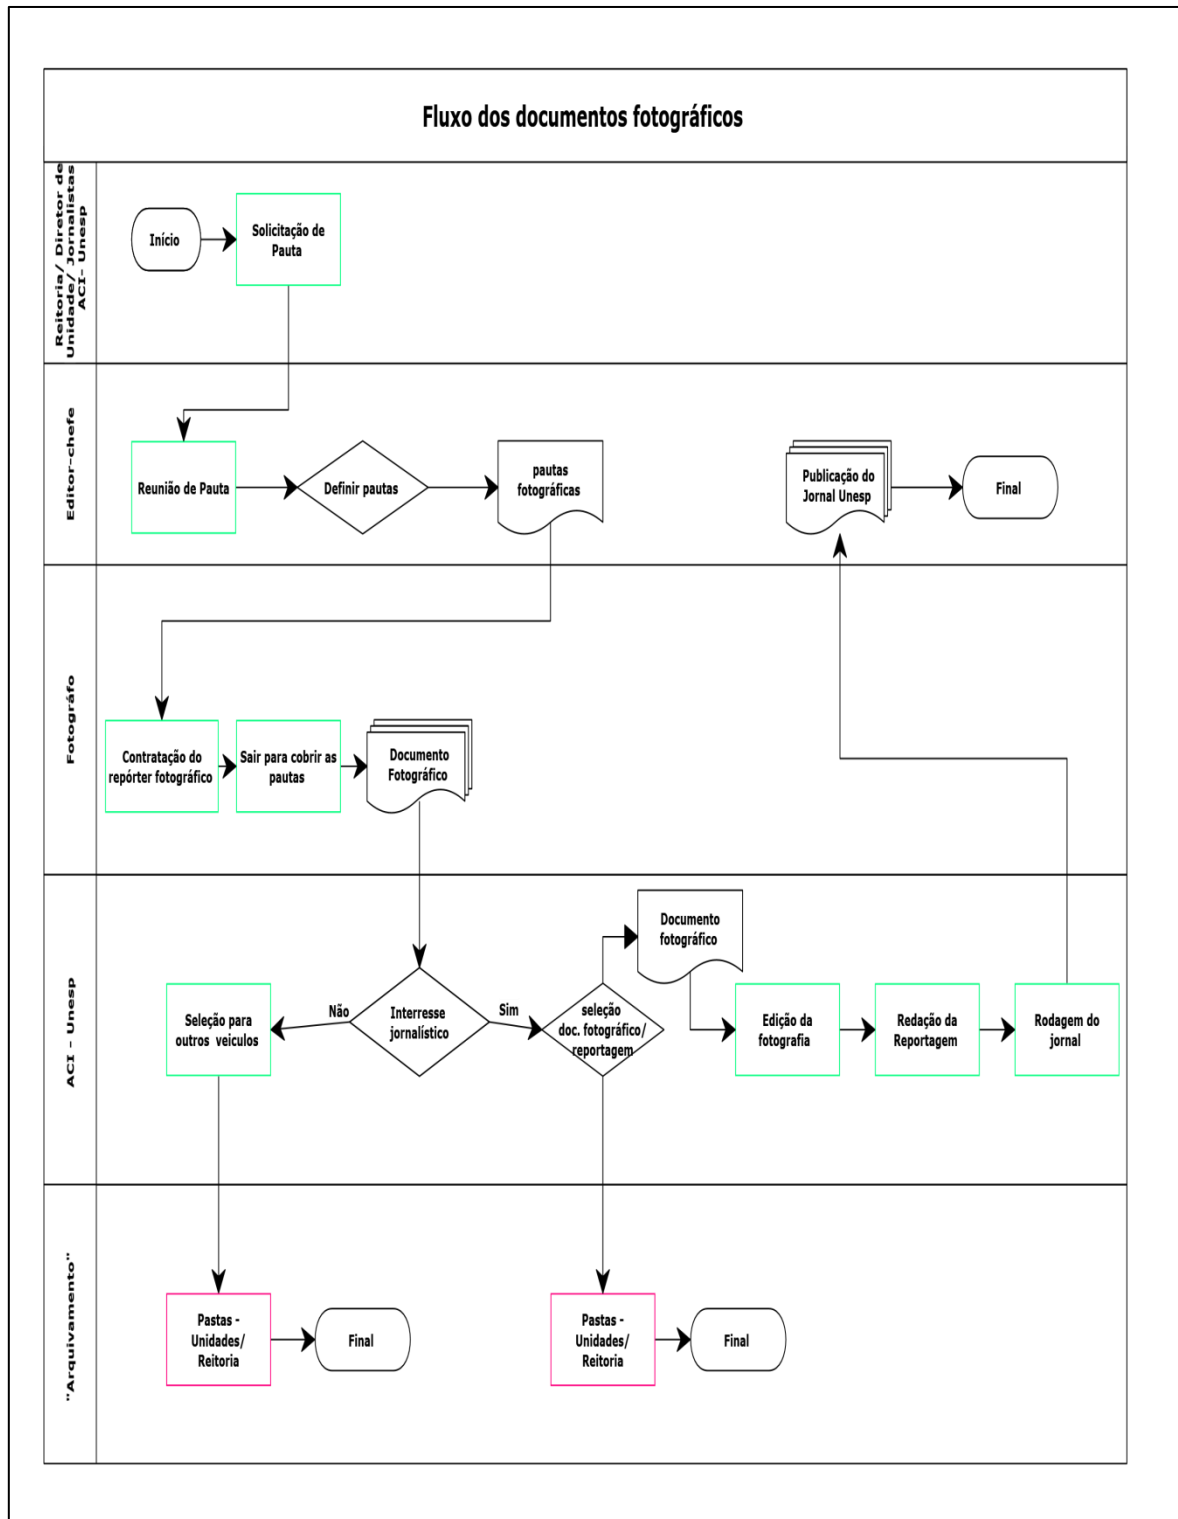 Fluxo dos documentos fotográficos
Reitoria/ Diretor de
Unidade/ Jornalistas
ACI- Unesp
Início
Solicitação de
Pauta
Editor-chefe
Reunião de Pauta
Definir pautas
pautas
fotográficas
Publicação do
Jornal Unesp
Final
Fotográfo
Contratação do
repórter fotográfico
Sair para cobrir as
pautas
Documento
Fotográfico
ACI - Unesp
Seleção para
outros veiculos
Não
Interresse
jornalístico
Sim
seleção
doc. fotográfico/
reportagem
Documento
fotográfico
Edição da
fotografia
Redação da
Reportagem
Rodagem do
jornal
"Arquivamento"
Pastas -
Unidades/
Reitoria
Final
Pastas -
Unidades/
Reitoria
Final